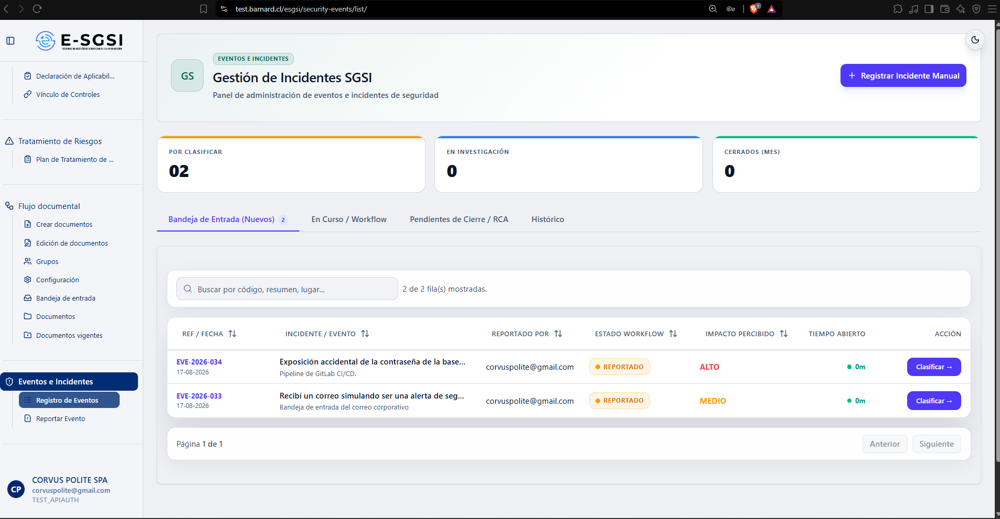 test.barnard.cl/esgsi/security-events/list/
1
E-SGSI
SISTEMAS DE GESTIÓN DE SEGURIDAD DE LA INFORMACIÓN
Declaración de Aplicabil...
Vínculo de Controles
Tratamiento de Riesgos
Plan de Tratamiento de ...
Flujo documental
Crear documentos
Edición de documentos
Grupos
Configuración
Bandeja de entrada
Documentos
Documentos vigentes
Eventos e Incidentes
Registro de Eventos
Reportar Evento
CP
CORVUS POLITE SPA
corvuspolite@gmail.com
TEST_APIAUTH
GS
EVENTOS E INCIDENTES
Gestión de Incidentes SGSI
Panel de administración de eventos e incidentes de seguridad
+ Registrar Incidente Manual
POR CLASIFICAR
02
EN INVESTIGACIÓN
0
CERRADOS (MES)
0
Bandeja de Entrada (Nuevos) 2
En Curso / Workflow
Pendientes de Cierre / RCA
Histórico
Buscar por código, resumen, lugar...
2 de 2 fila(s) mostradas.
REF / FECHA
INCIDENTE / EVENTO
REPORTADO POR
ESTADO WORKFLOW
IMPACTO PERCIBIDO
TIEMPO ABIERTO
ACCIÓN
EVE-2026-034
17-08-2026
Exposición accidental de la contraseña de la base...
Pipeline de GitLab CI/CD.
corvuspolite@gmail.com
REPORTADO
ALTO
0m
Clasificar →
EVE-2026-033
17-08-2026
Recibí un correo simulando ser una alerta de seg...
Bandeja de entrada del correo corporativo
corvuspolite@gmail.com
REPORTADO
MEDIO
0m
Clasificar →
Página 1 de 1
Anterior
Siguiente